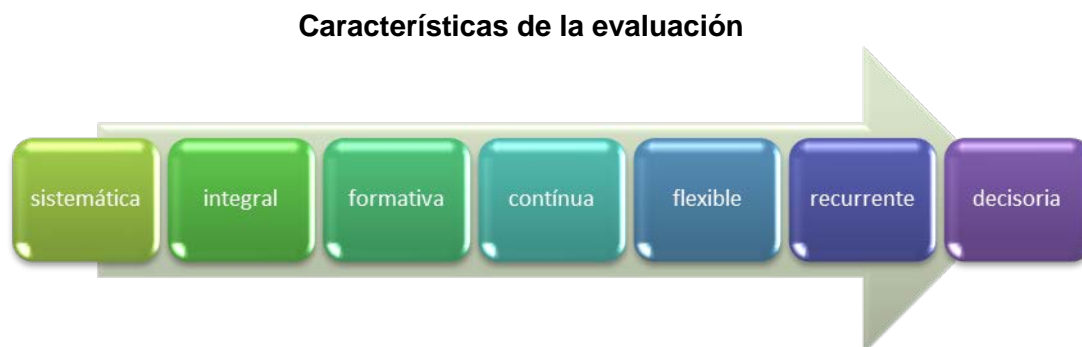 Características de la evaluación
sistemática
integral
formativa
contínua
flexible
recurrente
decisoria